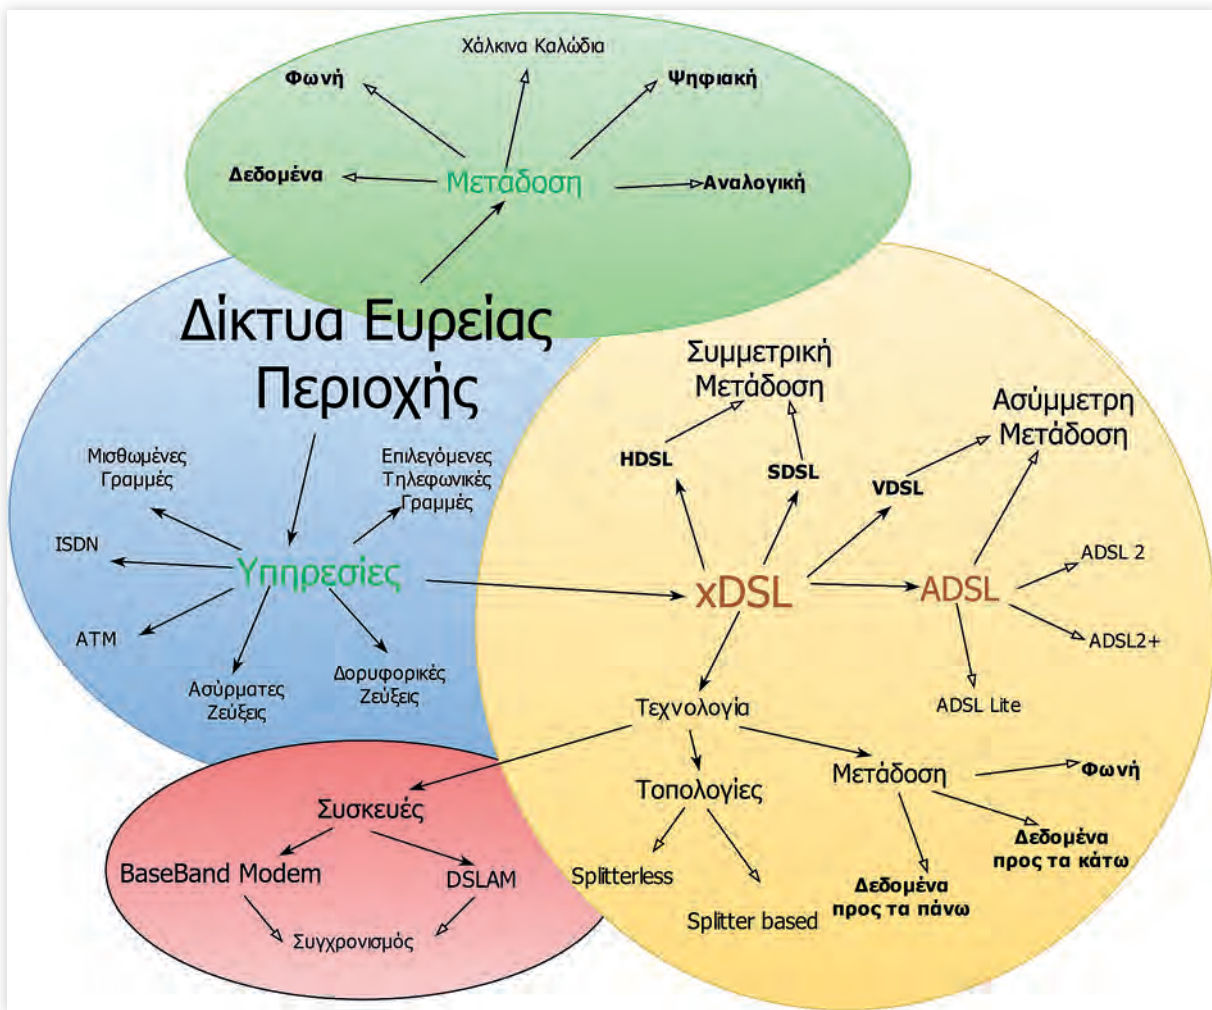 Χάλκινα Καλώδια
Φωνή
Ψηφιακή
Δεδομένα
Μετάδοση
Αναλογική
Δίκτυα Ευρείας
Περιοχής
Συμμετρική
Μετάδοση
Ασύμμετρη
Μετάδοση
Μισθωμένες
Γραμμές
Επιλεγόμενες
Τηλεφωνικές
Γραμμές
HDSL
SDSL
VDSL
ISDN
Υπηρεσίες
xDSL
ADSL
ADSL 2
ATM
ADSL2+
Ασύρματες
Ζεύξεις
Δορυφορικές
Ζεύξεις
Τεχνολογία
ADSL Lite
Συσκευές
Τοπολογίες
Μετάδοση
Φωνή
BaseBand Modem
DSLAM
Splitterless
Δεδομένα
προς τα κάτω
Δεδομένα
προς τα πάνω
Splitter based
Συγχρονισμός